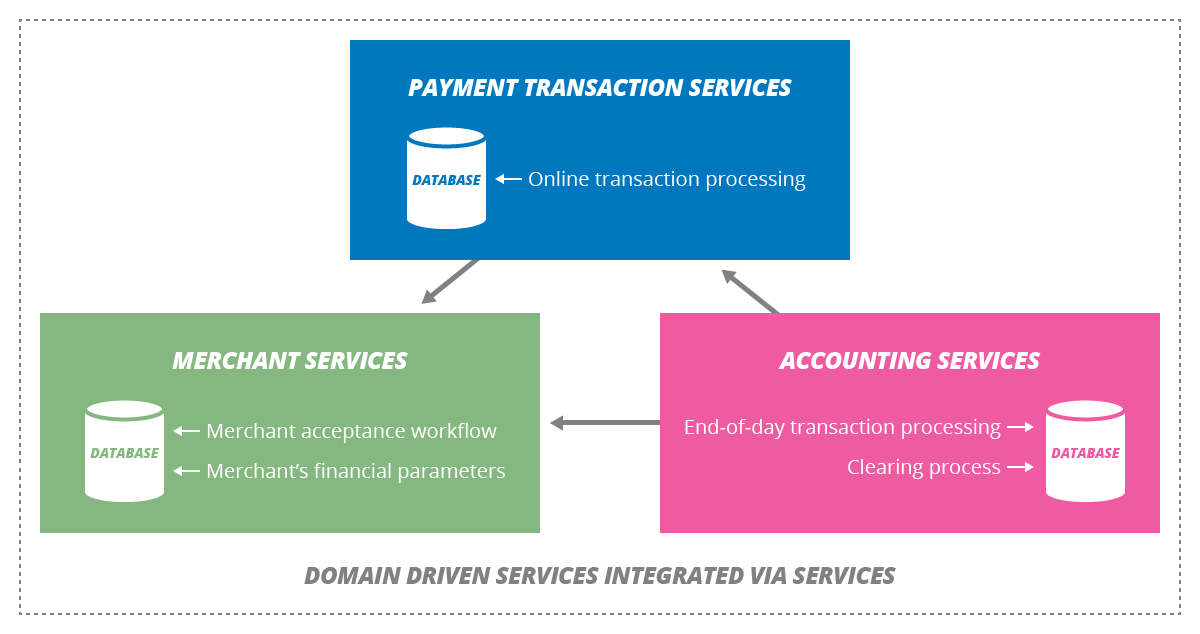 PAYMENT TRANSACTION SERVICES
DATABASE
Online transaction processing
MERCHANT SERVICES
DATABASE
Merchant acceptance workflow
Merchant’s financial parameters
ACCOUNTING SERVICES
End-of-day transaction processing
Clearing process
DATABASE
DOMAIN DRIVEN SERVICES INTEGRATED VIA SERVICES